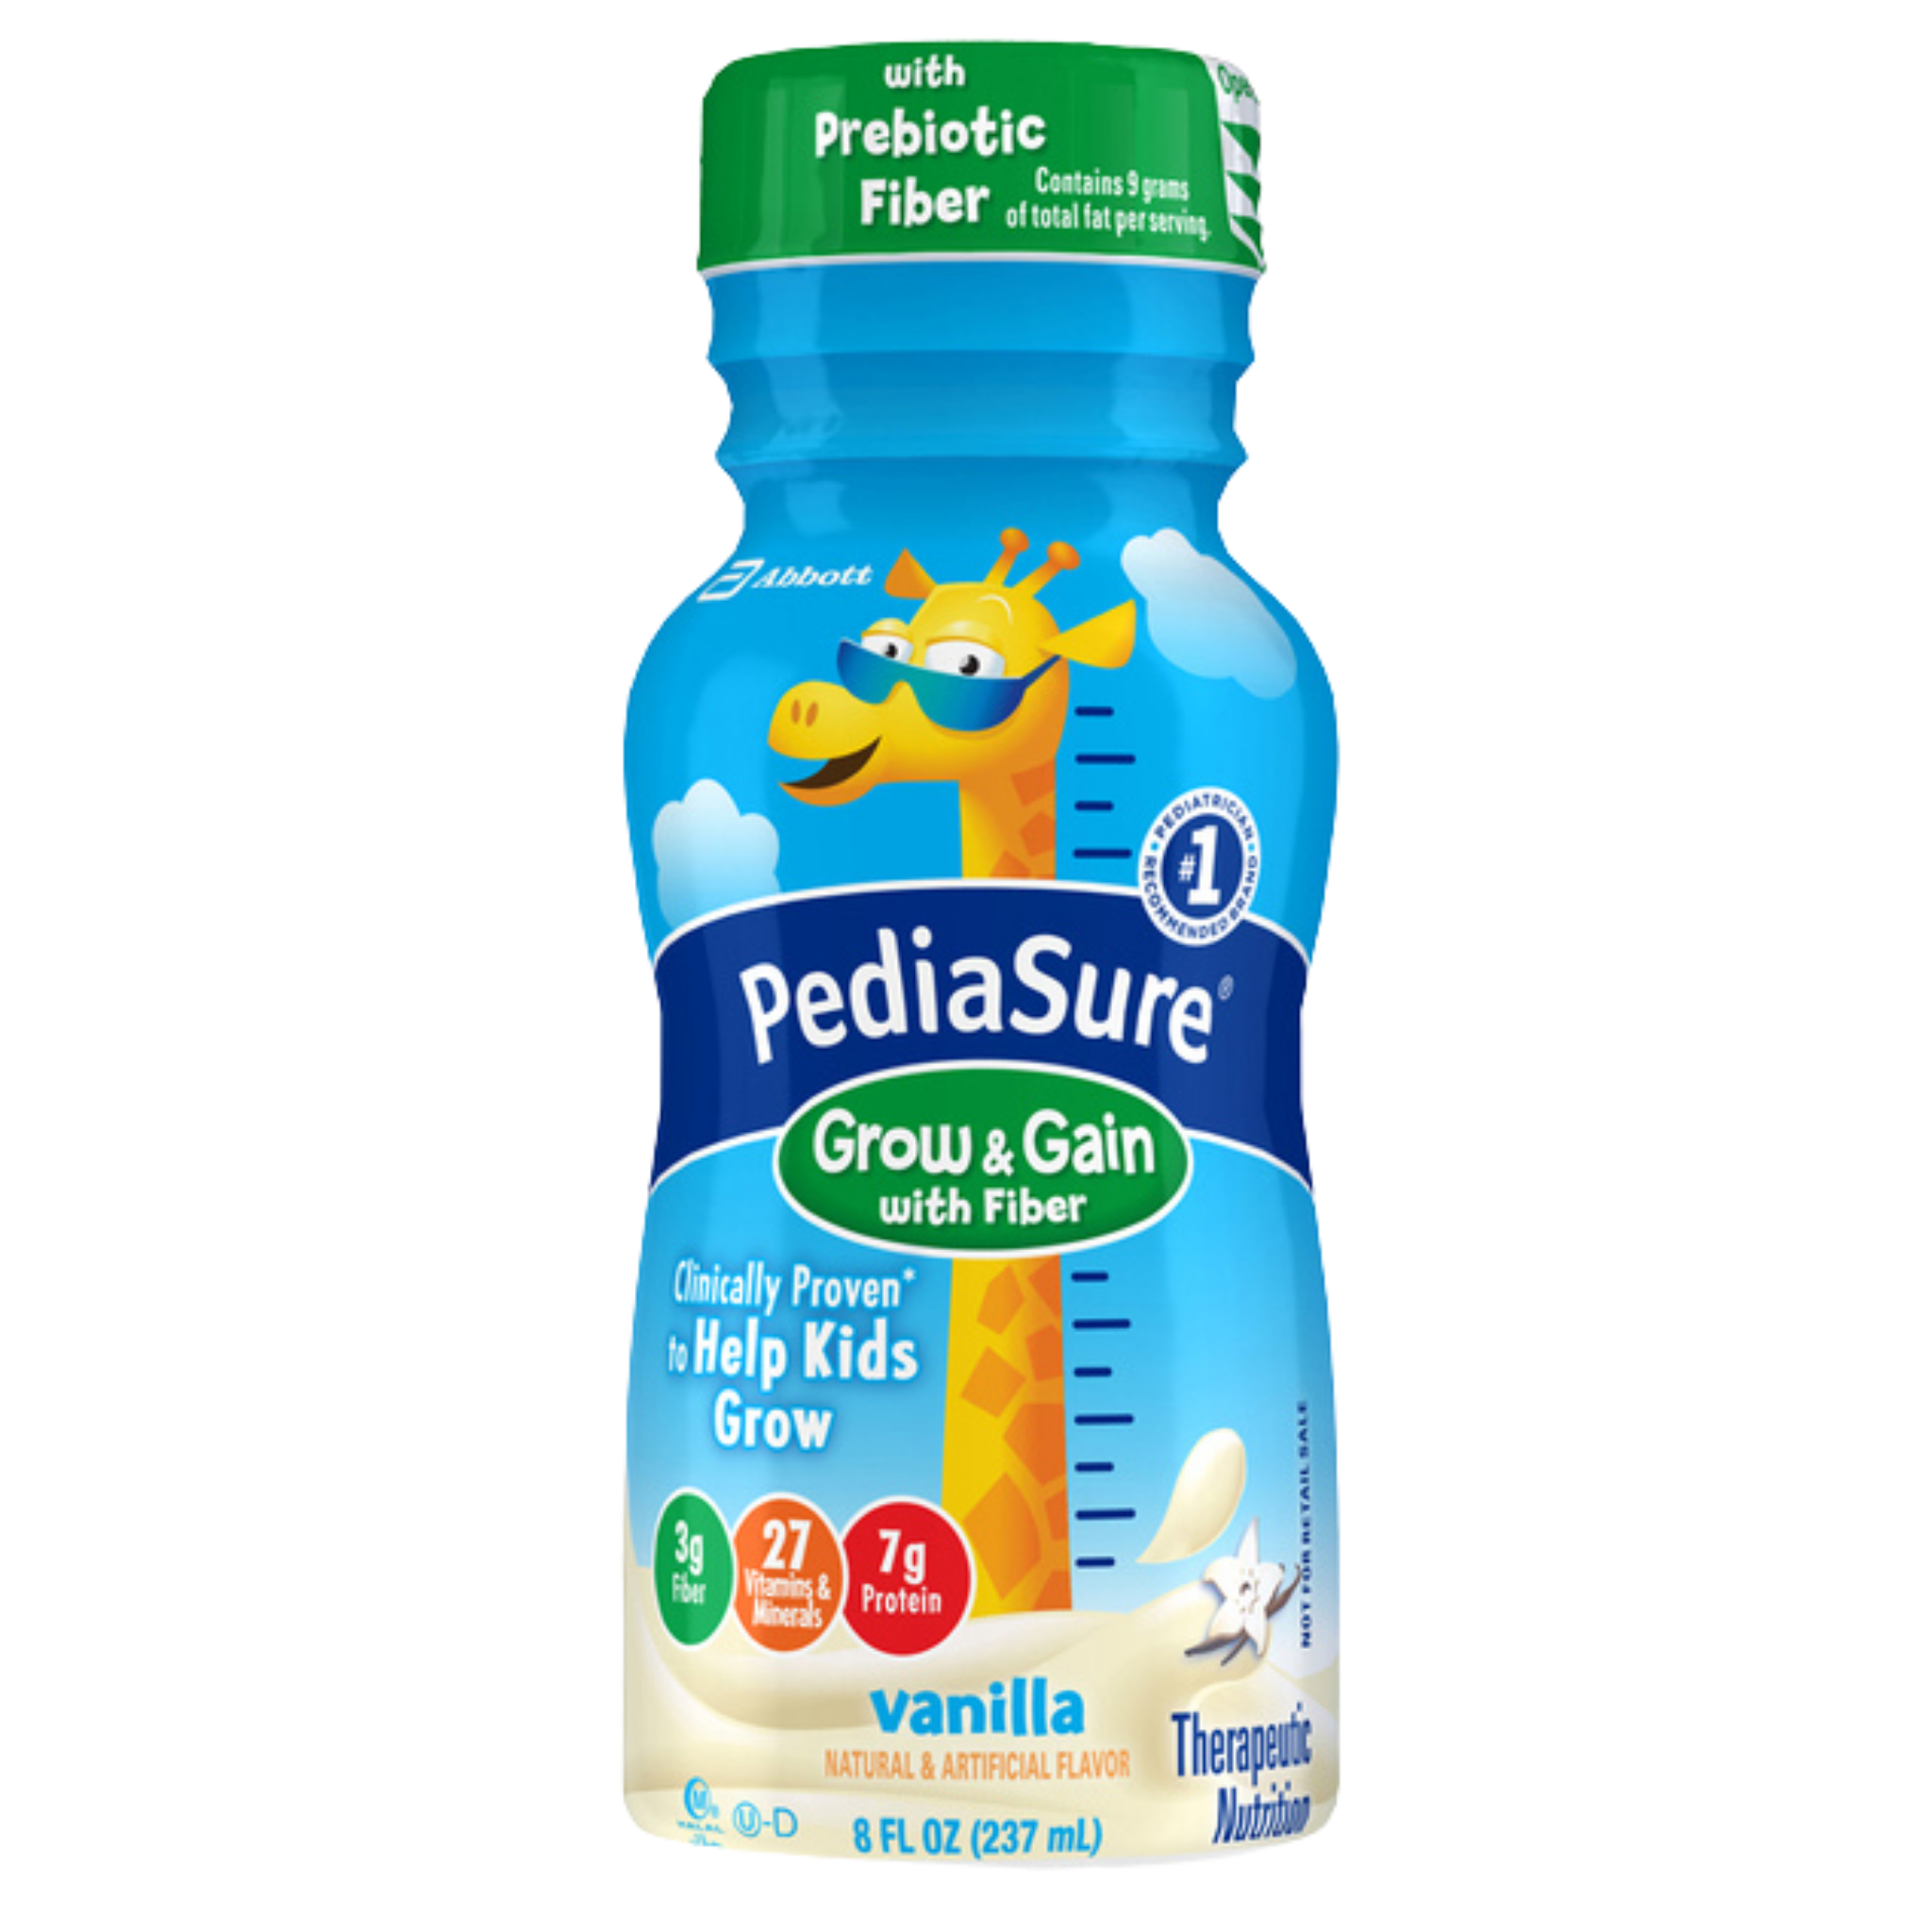 with
Prebiotic
Fiber
Contains 9 grams
of total fat per serving.
Open
Abbott
PEDIATRICIAN
#1
RECOMMENDED BRAND
PediaSure®
Grow & Gain
with Fiber
Clinically Proven*
to Help Kids
Grow
3g
Fiber
27
Vitamins &
Minerals
7g
Protein
NOT FOR RETAIL SALE
vanilla
NATURAL & ARTIFICIAL FLAVOR
Therapeutic
Nutrition
M®
HALAL
U-D
8 FL OZ (237 mL)